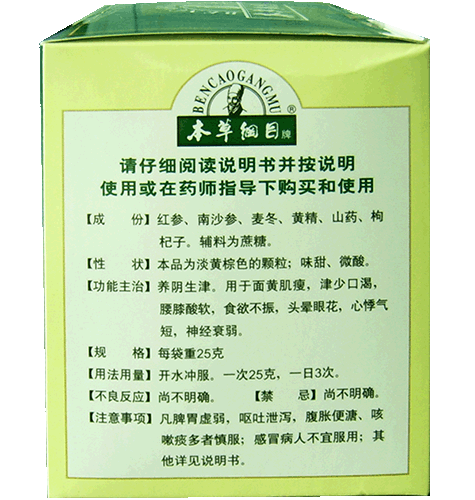 BENCAOGANGMU
本草纲目牌®
请仔细阅读说明书并按说明
使用或在药师指导下购买和使用
【成　份】红参、南沙参、麦冬、黄精、山药、枸
杞子。辅料为蔗糖。
【性　状】本品为淡黄棕色的颗粒；味甜、微酸。
【功能主治】养阴生津。用于面黄肌瘦，津少口渴，
腰膝酸软，食欲不振，头晕眼花，心悸气
短，神经衰弱。
【规　格】每袋重25克
【用法用量】开水冲服。一次25克，一日3次。
【不良反应】尚不明确。　【禁　忌】尚不明确。
【注意事项】凡脾胃虚弱，呕吐泄泻，腹胀便溏、咳
嗽痰多者慎服；感冒病人不宜服用；其
他详见说明书。